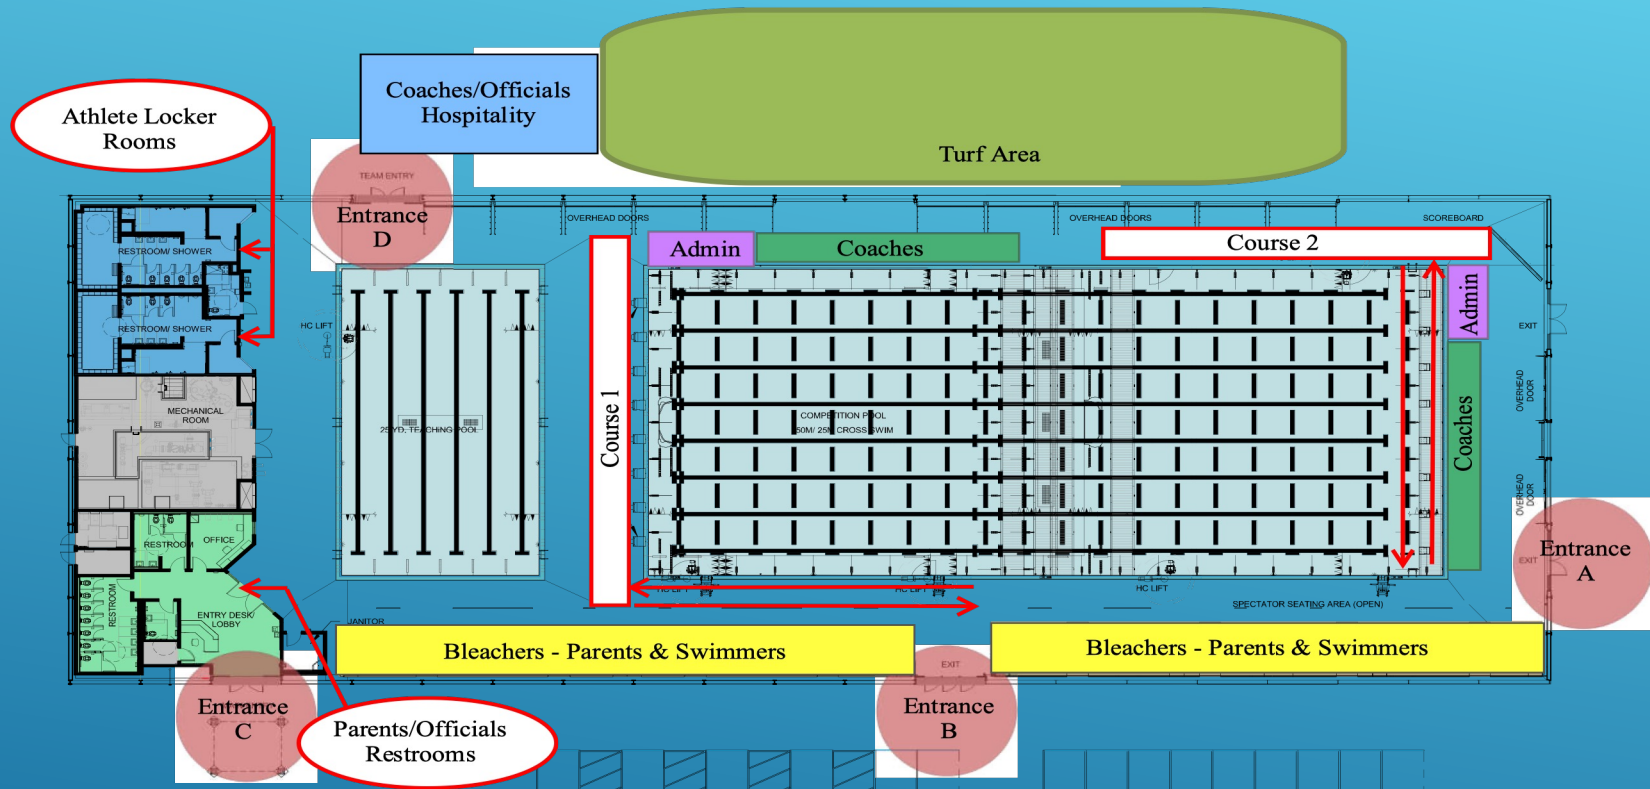 Coaches/Officials
Hospitality
Turf Area
Athlete Locker
Rooms
TEAM ENTRY
Entrance
D
OVERHEAD DOORS
OVERHEAD DOORS
SCOREBOARD
Admin
Coaches
Course 2
RESTROOM/ SHOWER
RESTROOM/ SHOWER
HC LIFT
Admin
EXIT
MECHANICAL
ROOM
25 YD. TEACHING POOL
Course 1
COMPETITION POOL
50M/ 25M CROSS SWIM
Coaches
OVERHEAD
DOOR
OVERHEAD
DOOR
RESTROOM
OFFICE
EXIT
Entrance
A
RESTROOM
ENTRY DESK/
LOBBY
HC LIFT
HC LIFT
HC LIFT
SPECTATOR SEATING AREA (OPEN)
JANITOR
Bleachers - Parents & Swimmers
Bleachers - Parents & Swimmers
EXIT
Entrance
B
Entrance
C
Parents/Officials
Restrooms